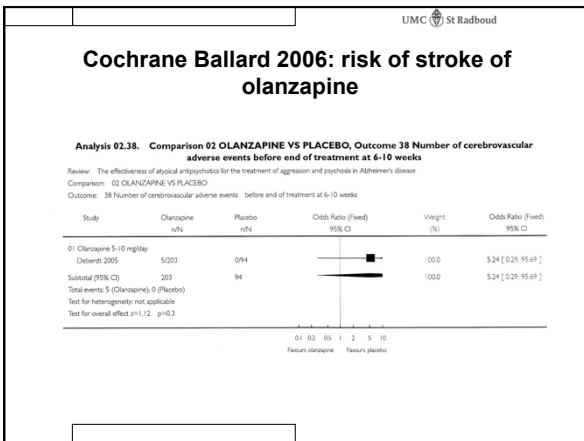 UMC St Radboud
Cochrane Ballard 2006: risk of stroke of
olanzapine
Analysis 02.38. Comparison 02 OLANZAPINE VS PLACEBO, Outcome 38 Number of cerebrovascular
adverse events before end of treatment at 6-10 weeks
Review: The effectiveness of atypical antipsychotics for the treatment of aggression and psychosis in Alzheimer's disease
Comparison: 02 OLANZAPINE VS PLACEBO
Outcome: 38 Number of cerebrovascular adverse events before end of treatment at 6-10 weeks
Study Olanzapine Placebo Odds Ratio (Fixed) Weight Odds Ratio (Fixed)
n/N n/N 95% CI (%) 95% CI
01 Olanzapine 5-10 mg/day
Deberdt 2005 5/203 0/94 100.0 5.24 [ 0.29, 95.69 ]
Subtotal (95% CI) 203 94 100.0 5.24 [ 0.29, 95.69 ]
Total events: 5 (Olanzapine), 0 (Placebo)
Test for heterogeneity: not applicable
Test for overall effect z=1.12 p=0.3
0.1 0.2 0.5 1 2 5 10
Favours olanzapine Favours placebo